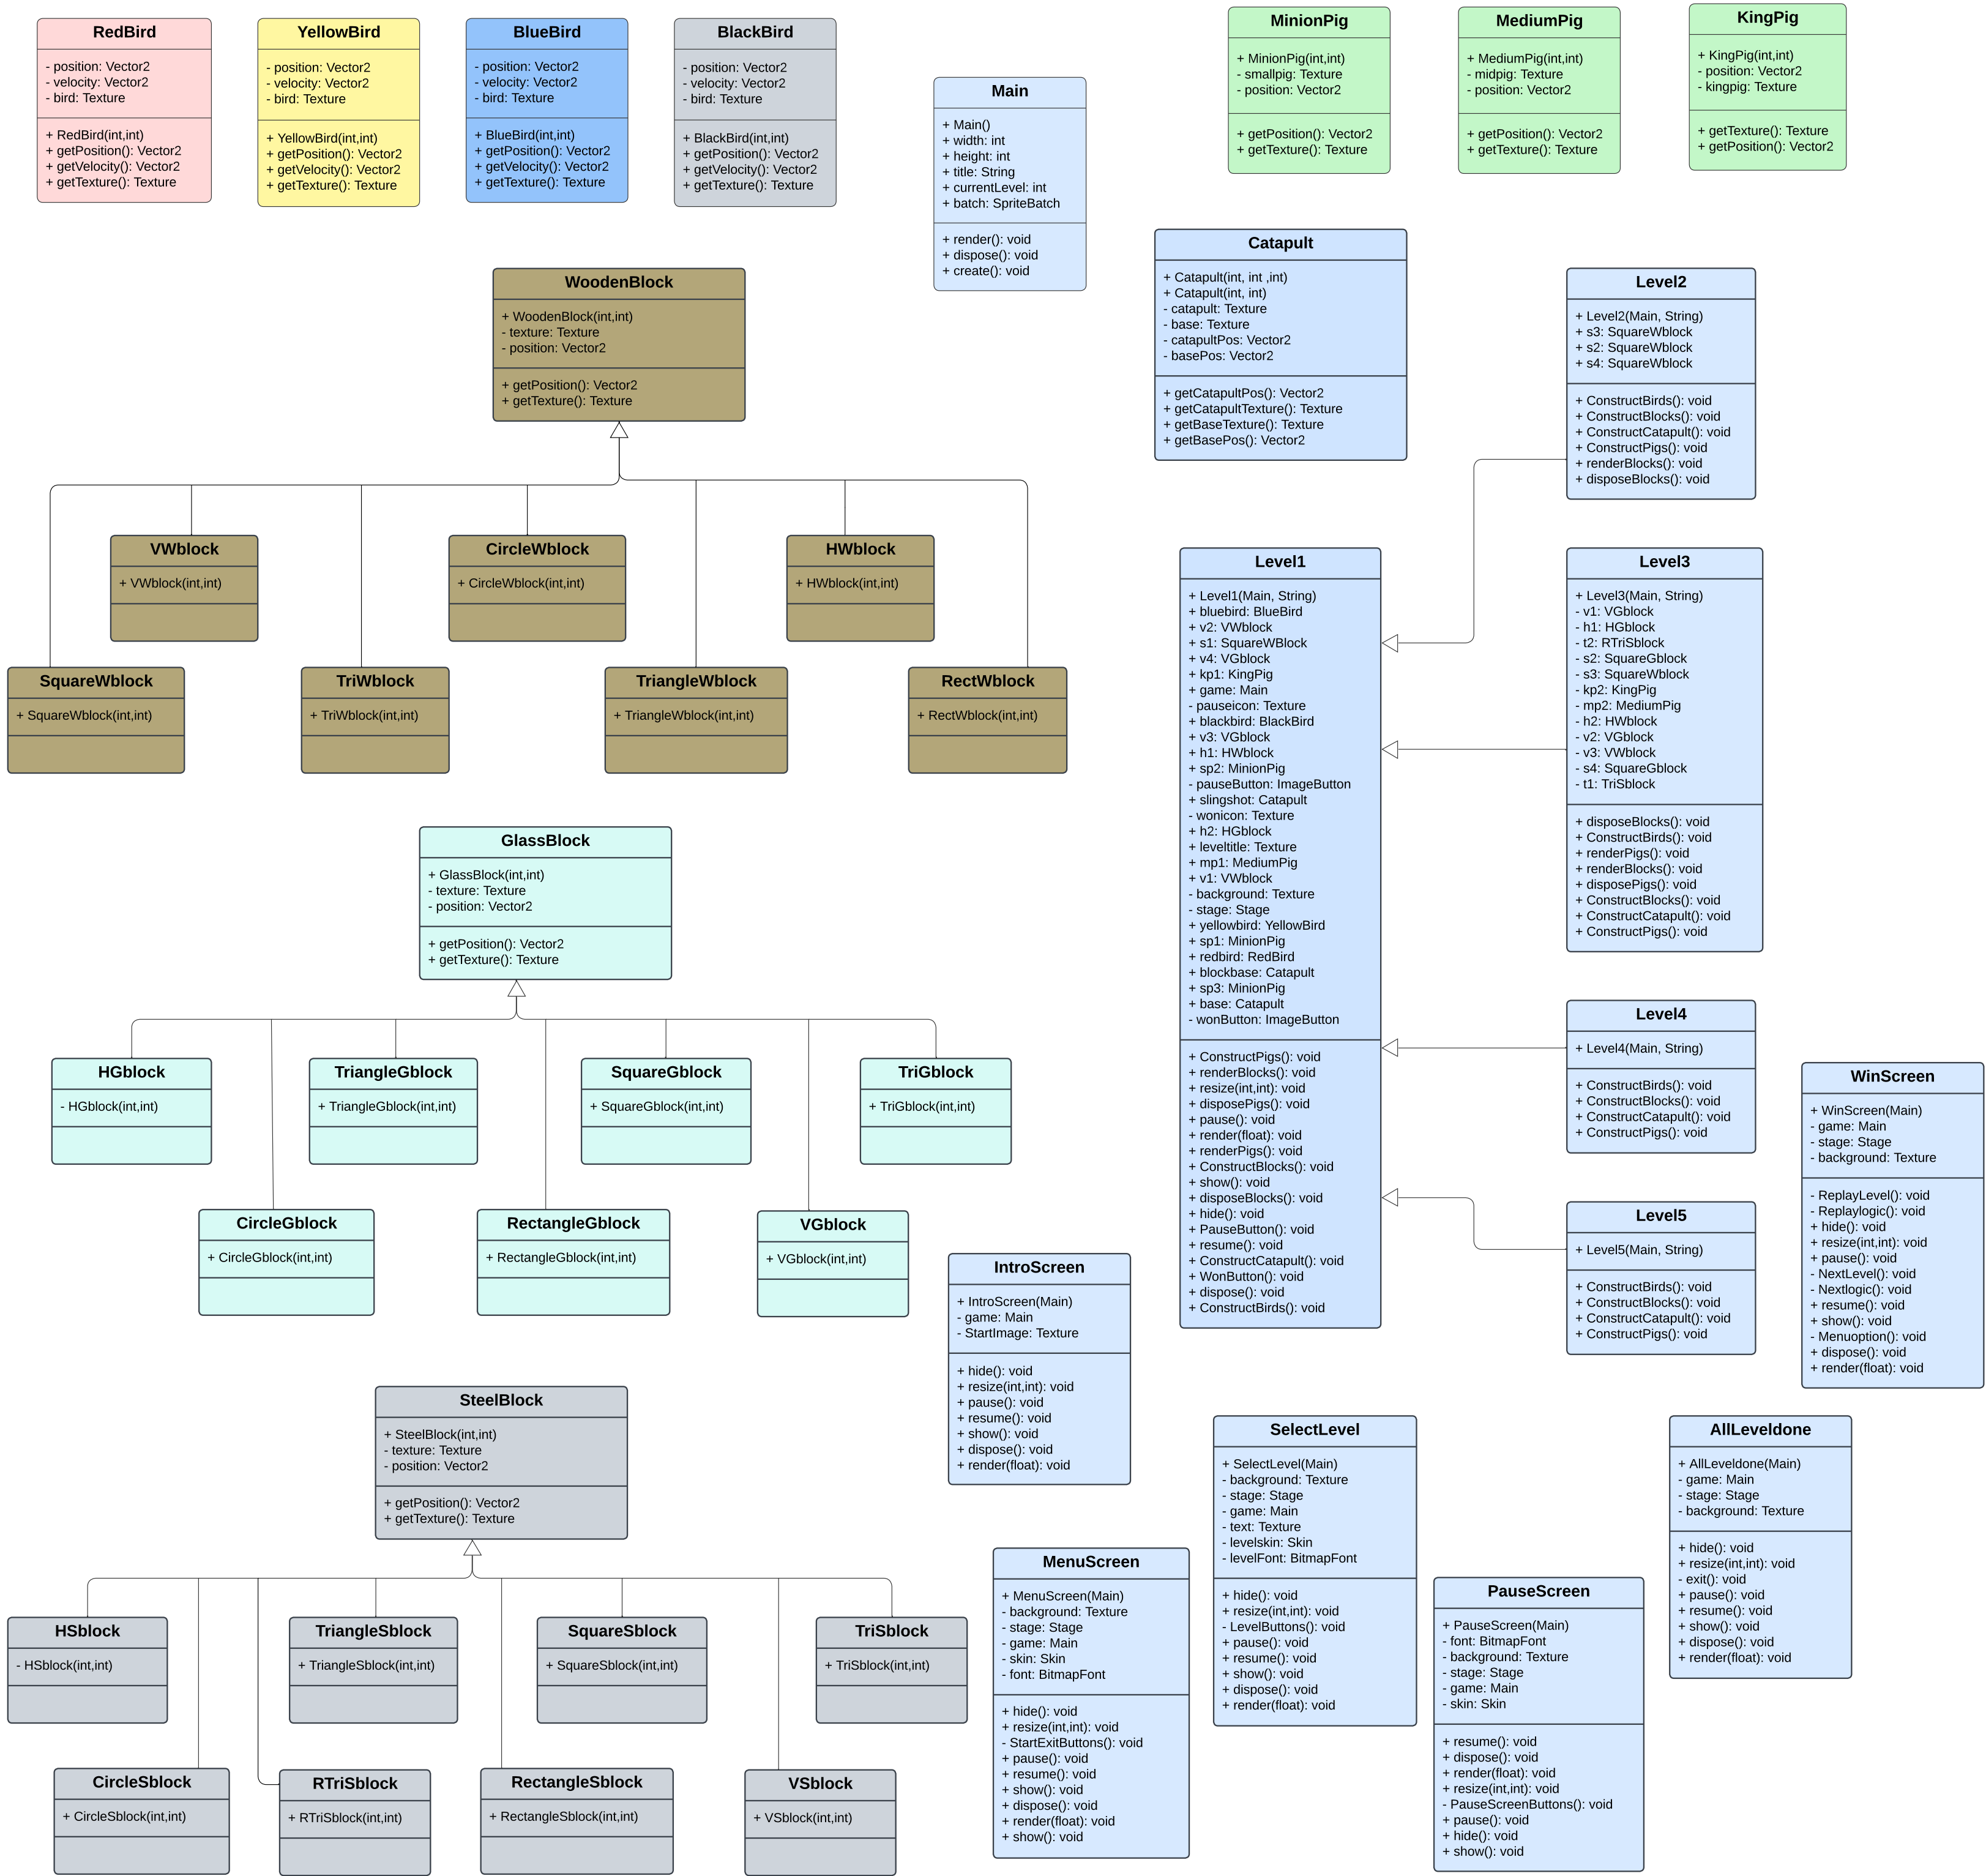 RedBird
- position: Vector2
- velocity: Vector2
- bird: Texture
+ RedBird(int,int)
+ getPosition(): Vector2
+ getVelocity(): Vector2
+ getTexture(): Texture
YellowBird
- position: Vector2
- velocity: Vector2
- bird: Texture
+ YellowBird(int,int)
+ getPosition(): Vector2
+ getVelocity(): Vector2
+ getTexture(): Texture
BlueBird
- position: Vector2
- velocity: Vector2
- bird: Texture
+ BlueBird(int,int)
+ getPosition(): Vector2
+ getVelocity(): Vector2
+ getTexture(): Texture
BlackBird
- position: Vector2
- velocity: Vector2
- bird: Texture
+ BlackBird(int,int)
+ getPosition(): Vector2
+ getVelocity(): Vector2
+ getTexture(): Texture
Main
+ Main()
+ width: int
+ height: int
+ title: String
+ currentLevel: int
+ batch: SpriteBatch
+ render(): void
+ dispose(): void
+ create(): void
MinionPig
+ MinionPig(int,int)
- smallpig: Texture
- position: Vector2
+ getPosition(): Vector2
+ getTexture(): Texture
MediumPig
+ MediumPig(int,int)
- midpig: Texture
- position: Vector2
+ getPosition(): Vector2
+ getTexture(): Texture
KingPig
+ KingPig(int,int)
- position: Vector2
- kingpig: Texture
+ getTexture(): Texture
+ getPosition(): Vector2
WoodenBlock
+ WoodenBlock(int,int)
- texture: Texture
- position: Vector2
+ getPosition(): Vector2
+ getTexture(): Texture
Catapult
+ Catapult(int, int ,int)
+ Catapult(int, int)
- catapult: Texture
- base: Texture
- catapultPos: Vector2
- basePos: Vector2
+ getCatapultPos(): Vector2
+ getCatapultTexture(): Texture
+ getBaseTexture(): Texture
+ getBasePos(): Vector2
Level2
+ Level2(Main, String)
+ s3: SquareWblock
+ s2: SquareWblock
+ s4: SquareWblock
+ ConstructBirds(): void
+ ConstructBlocks(): void
+ ConstructCatapult(): void
+ ConstructPigs(): void
+ renderBlocks(): void
+ disposeBlocks(): void
VWblock
+ VWblock(int,int)
CircleWblock
+ CircleWblock(int,int)
HWblock
+ HWblock(int,int)
SquareWblock
+ SquareWblock(int,int)
TriWblock
+ TriWblock(int,int)
TriangleWblock
+ TriangleWblock(int,int)
RectWblock
+ RectWblock(int,int)
Level1
+ Level1(Main, String)
+ bluebird: BlueBird
+ v2: VWblock
+ s1: SquareWBlock
+ v4: VGblock
+ kp1: KingPig
+ game: Main
- pauseicon: Texture
+ blackbird: BlackBird
+ v3: VGblock
+ h1: HWblock
+ sp2: MinionPig
- pauseButton: ImageButton
+ slingshot: Catapult
- wonicon: Texture
+ h2: HGblock
+ leveltitle: Texture
+ mp1: MediumPig
+ v1: VWblock
- background: Texture
- stage: Stage
+ yellowbird: YellowBird
+ sp1: MinionPig
+ redbird: RedBird
+ blockbase: Catapult
+ sp3: MinionPig
+ base: Catapult
- wonButton: ImageButton
+ ConstructPigs(): void
+ renderBlocks(): void
+ resize(int,int): void
+ disposePigs(): void
+ pause(): void
+ render(float): void
+ renderPigs(): void
+ ConstructBlocks(): void
+ show(): void
+ disposeBlocks(): void
+ hide(): void
+ PauseButton(): void
+ resume(): void
+ ConstructCatapult(): void
+ WonButton(): void
+ dispose(): void
+ ConstructBirds(): void
Level3
+ Level3(Main, String)
- v1: VGblock
- h1: HGblock
- t2: RTriSblock
- s2: SquareGblock
- s3: SquareWblock
- kp2: KingPig
- mp2: MediumPig
- h2: HWblock
- v2: VGblock
- v3: VWblock
- s4: SquareGblock
- t1: TriSblock
+ disposeBlocks(): void
+ ConstructBirds(): void
+ renderPigs(): void
+ renderBlocks(): void
+ disposePigs(): void
+ ConstructBlocks(): void
+ ConstructCatapult(): void
+ ConstructPigs(): void
GlassBlock
+ GlassBlock(int,int)
- texture: Texture
- position: Vector2
+ getPosition(): Vector2
+ getTexture(): Texture
HGblock
- HGblock(int,int)
TriangleGblock
+ TriangleGblock(int,int)
SquareGblock
+ SquareGblock(int,int)
TriGblock
+ TriGblock(int,int)
CircleGblock
+ CircleGblock(int,int)
RectangleGblock
+ RectangleGblock(int,int)
VGblock
+ VGblock(int,int)
Level4
+ Level4(Main, String)
+ ConstructBirds(): void
+ ConstructBlocks(): void
+ ConstructCatapult(): void
+ ConstructPigs(): void
Level5
+ Level5(Main, String)
+ ConstructBirds(): void
+ ConstructBlocks(): void
+ ConstructCatapult(): void
+ ConstructPigs(): void
WinScreen
+ WinScreen(Main)
- game: Main
- stage: Stage
- background: Texture
- ReplayLevel(): void
- Replaylogic(): void
+ hide(): void
+ resize(int,int): void
+ pause(): void
- NextLevel(): void
- Nextlogic(): void
+ resume(): void
+ show(): void
- Menuoption(): void
+ dispose(): void
+ render(float): void
IntroScreen
+ IntroScreen(Main)
- game: Main
- StartImage: Texture
+ hide(): void
+ resize(int,int): void
+ pause(): void
+ resume(): void
+ show(): void
+ dispose(): void
+ render(float): void
SteelBlock
+ SteelBlock(int,int)
- texture: Texture
- position: Vector2
+ getPosition(): Vector2
+ getTexture(): Texture
HSblock
- HSblock(int,int)
TriangleSblock
+ TriangleSblock(int,int)
SquareSblock
+ SquareSblock(int,int)
TriSblock
+ TriSblock(int,int)
CircleSblock
+ CircleSblock(int,int)
RTriSblock
+ RTriSblock(int,int)
RectangleSblock
+ RectangleSblock(int,int)
VSblock
+ VSblock(int,int)
MenuScreen
+ MenuScreen(Main)
- background: Texture
- stage: Stage
- game: Main
- skin: Skin
- font: BitmapFont
+ hide(): void
+ resize(int,int): void
- StartExitButtons(): void
+ pause(): void
+ resume(): void
+ show(): void
+ dispose(): void
+ render(float): void
+ show(): void
SelectLevel
+ SelectLevel(Main)
- background: Texture
- stage: Stage
- game: Main
- text: Texture
- levelskin: Skin
- levelFont: BitmapFont
+ hide(): void
+ resize(int,int): void
- LevelButtons(): void
+ pause(): void
+ resume(): void
+ show(): void
+ dispose(): void
+ render(float): void
PauseScreen
+ PauseScreen(Main)
- font: BitmapFont
- background: Texture
- stage: Stage
- game: Main
- skin: Skin
+ resume(): void
+ dispose(): void
+ render(float): void
+ resize(int,int): void
- PauseScreenButtons(): void
+ pause(): void
+ hide(): void
+ show(): void
AllLeveldone
+ AllLeveldone(Main)
- game: Main
- stage: Stage
- background: Texture
+ hide(): void
+ resize(int,int): void
- exit(): void
+ pause(): void
+ resume(): void
+ show(): void
+ dispose(): void
+ render(float): void